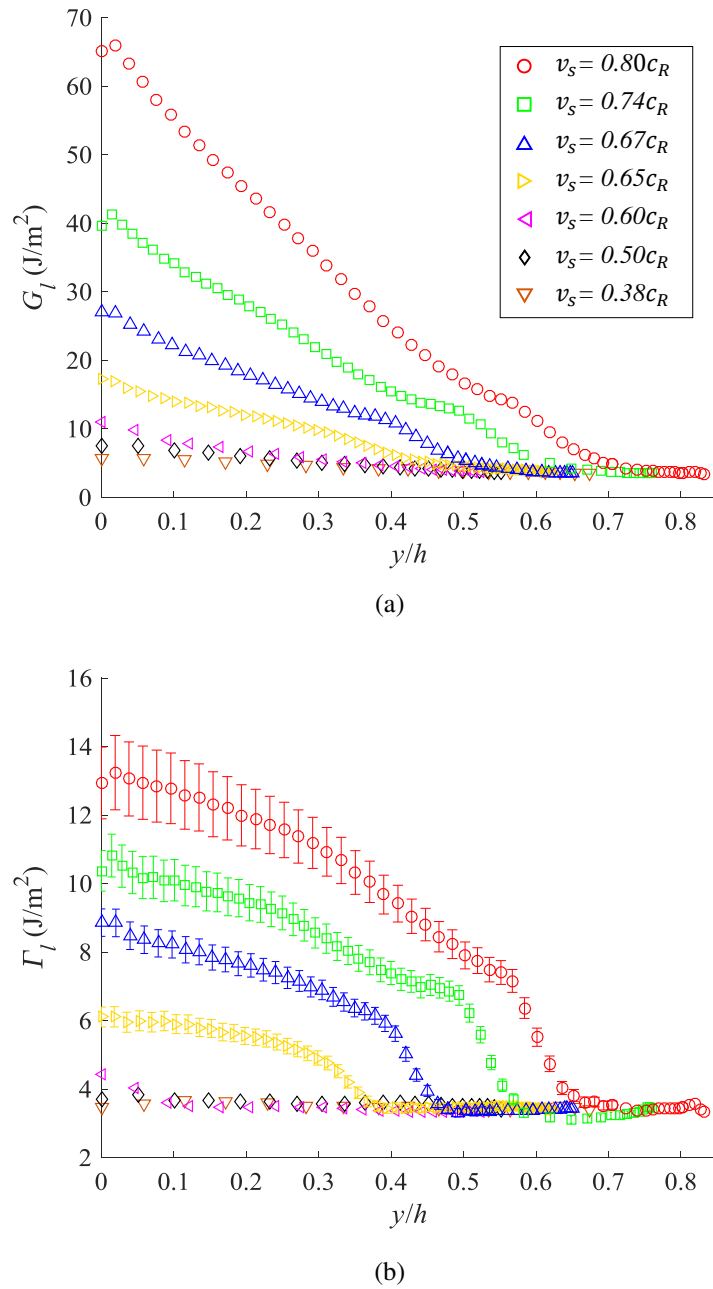 70
60
50
40
30
20
10
0
G_l (J/m²)
v_s = 0.80c_R
v_s = 0.74c_R
v_s = 0.67c_R
v_s = 0.65c_R
v_s = 0.60c_R
v_s = 0.50c_R
v_s = 0.38c_R
0 0.1 0.2 0.3 0.4 0.5 0.6 0.7 0.8
y/h
(a)
16
14
12
10
8
6
4
2
Γ_l (J/m²)
0 0.1 0.2 0.3 0.4 0.5 0.6 0.7 0.8
y/h
(b)